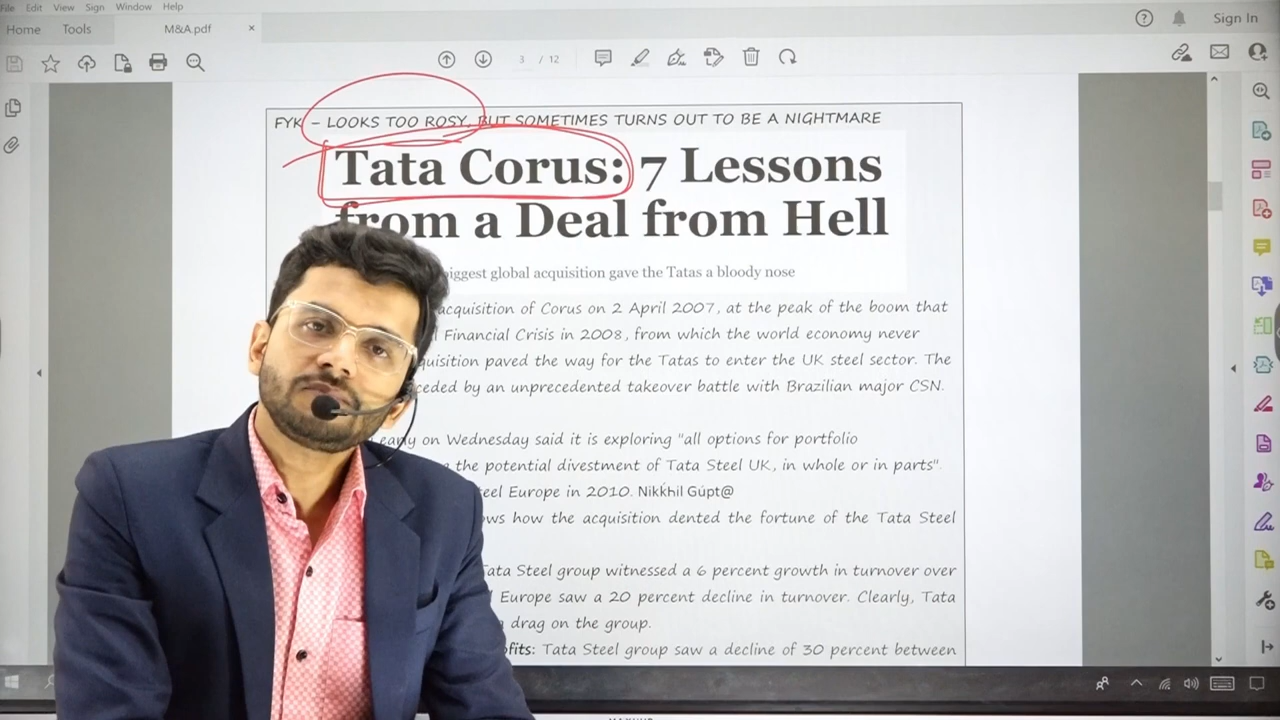 File Edit View Sign Window Help
Home Tools M&A.pdf × Sign In
3 / 12
FYK – LOOKS TOO ROSY, BUT SOMETIMES TURNS OUT TO BE A NIGHTMARE
Tata Corus: 7 Lessons
from a Deal from Hell
biggest global acquisition gave the Tatas a bloody nose
acquisition of Corus on 2 April 2007, at the peak of the boom that
Financial Crisis in 2008, from which the world economy never
paved the way for the Tatas to enter the UK steel sector. The
by an unprecedented takeover battle with Brazilian major CSN.
early on Wednesday said it is exploring "all options for portfolio
the potential divestment of Tata Steel UK, in whole or in parts".
Europe in 2010. Nikkhil Gúpt@
how the acquisition dented the fortune of the Tata Steel
Tata Steel group witnessed a 6 percent growth in turnover over
Europe saw a 20 percent decline in turnover. Clearly, Tata
drag on the group.
Tata Steel group saw a decline of 30 percent between